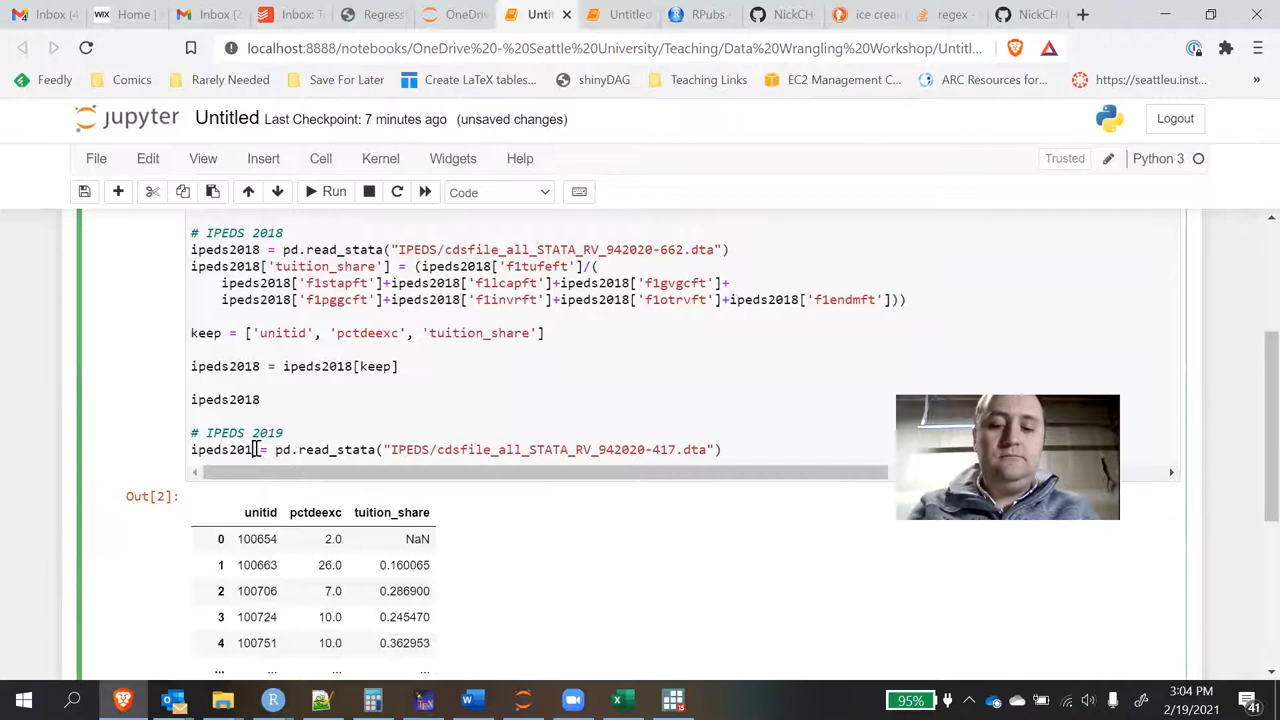 Inbox (4
Home |
Inbox (2
Inbox: T
Regress
OneDriv
Untit
Untitled
RPubs -
NickCH
ice crea
regex -
NickCH
localhost:8888/notebooks/OneDrive%20-%20Seattle%20University/Teaching/Data%20Wrangling%20Workshop/Untitl...
Feedly
Comics
Rarely Needed
Save For Later
Create LaTeX tables...
shinyDAG
Teaching Links
EC2 Management C...
ARC Resources for...
https://seattleu.inst...
»
jupyter Untitled Last Checkpoint: 7 minutes ago (unsaved changes)
Logout
File Edit View Insert Cell Kernel Widgets Help
Trusted
Python 3
Run
Code
# IPEDS 2018
ipeds2018 = pd.read_stata("IPEDS/cdsfile_all_STATA_RV_942020-662.dta")
ipeds2018['tuition_share'] = (ipeds2018['f1tufeft']/(
ipeds2018['f1stapft']+ipeds2018['f1lcapft']+ipeds2018['f1gvgcft']+
ipeds2018['f1pggcft']+ipeds2018['f1invrft']+ipeds2018['f1otrvft']+ipeds2018['f1endmft']))
keep = ['unitid', 'pctdeexc', 'tuition_share']
ipeds2018 = ipeds2018[keep]
ipeds2018
# IPEDS 2019
ipeds201 = pd.read_stata("IPEDS/cdsfile_all_STATA_RV_942020-417.dta")
Out[2]:
unitid pctdeexc tuition_share
0 100654 2.0 NaN
1 100663 26.0 0.160065
2 100706 7.0 0.286900
3 100724 10.0 0.245470
4 100751 10.0 0.362953
... ... ... ...
95%
3:04 PM
2/19/2021
41